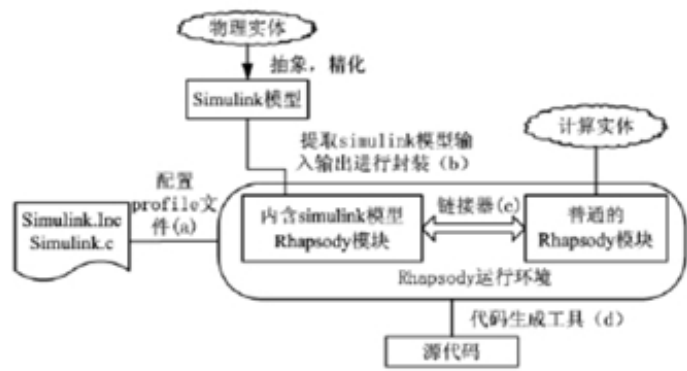 物理实体
抽象，精化
Simulink模型
计算实体
提取simulink模型输
入输出进行封装（b）
配置
profile文
件(a)
Simulink.Inc
Simulink.c
内含simulink模型
Rhapsody模块
链接器(c)
普通的
Rhapsody模块
Rhapsody运行环境
代码生成工具（d）
源代码